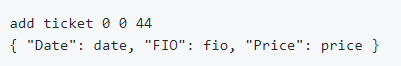 add ticket 0 0 44
{ "Date": date, "FIO": fio, "Price": price }